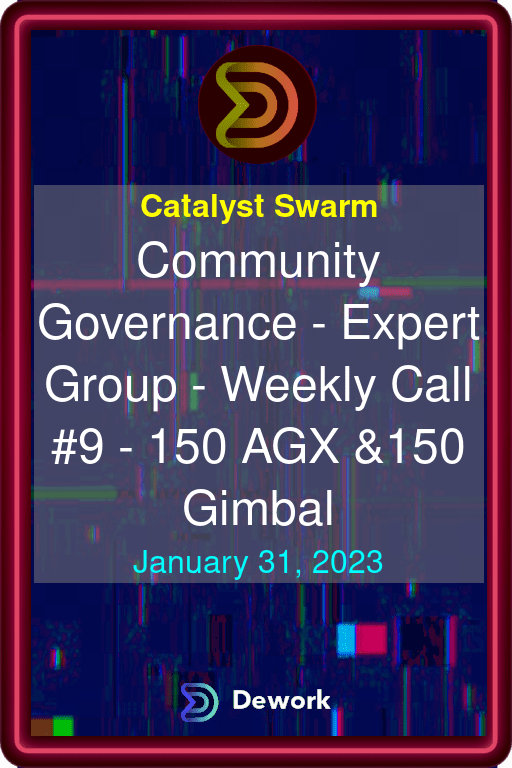 Catalyst Swarm
Community
Governance - Expert
Group - Weekly Call
#9 - 150 AGX &150
Gimbal
January 31, 2023
Dework